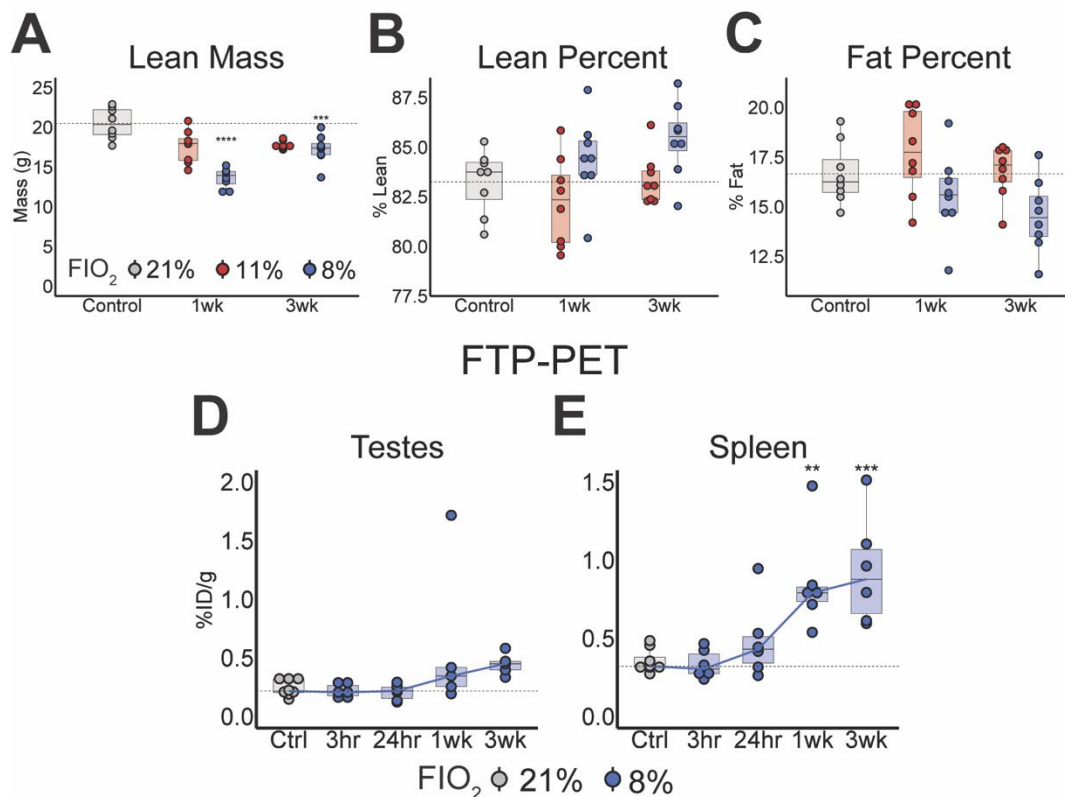 A
Lean Mass
Mass (g)
25
20
15
10
5
0
****
***
FIO2 21% 11% 8%
Control 1wk 3wk
B
Lean Percent
% Lean
87.5
85.0
82.5
80.0
77.5
Control 1wk 3wk
C
Fat Percent
% Fat
20.0
17.5
15.0
12.5
Control 1wk 3wk
FTP-PET
D
Testes
%ID/g
2.0
1.5
1.0
0.5
0.0
Ctrl 3hr 24hr 1wk 3wk
E
Spleen
** ***
1.5
1.0
0.5
0.0
Ctrl 3hr 24hr 1wk 3wk
FIO2 21% 8%